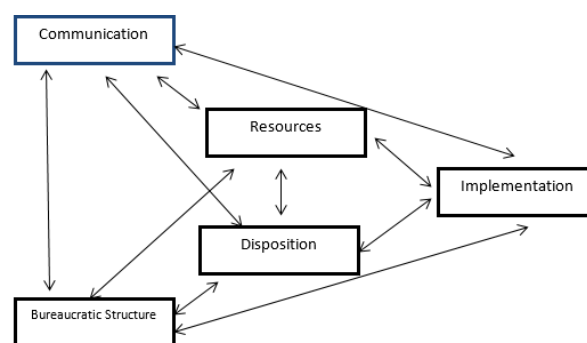 Communication
Resources
Implementation
Disposition
Bureaucratic Structure